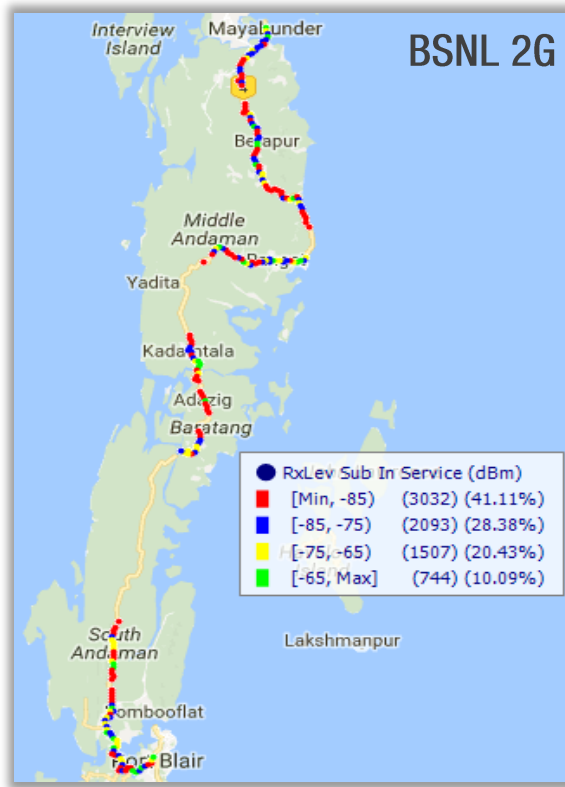 Interview
Island
Mayabunder
BSNL 2G
Betapur
Middle
Andaman
Yadita
Kadamtala
Adazig
Baratang
RxLev Sub In Service (dBm)
[Min, -85) (3032) (41.11%)
[-85, -75) (2093) (28.38%)
[-75,-65) (1507) (20.43%)
[-65, Max] (744) (10.09%)
Island
Lakshmanpur
South
Andaman
Port Blair